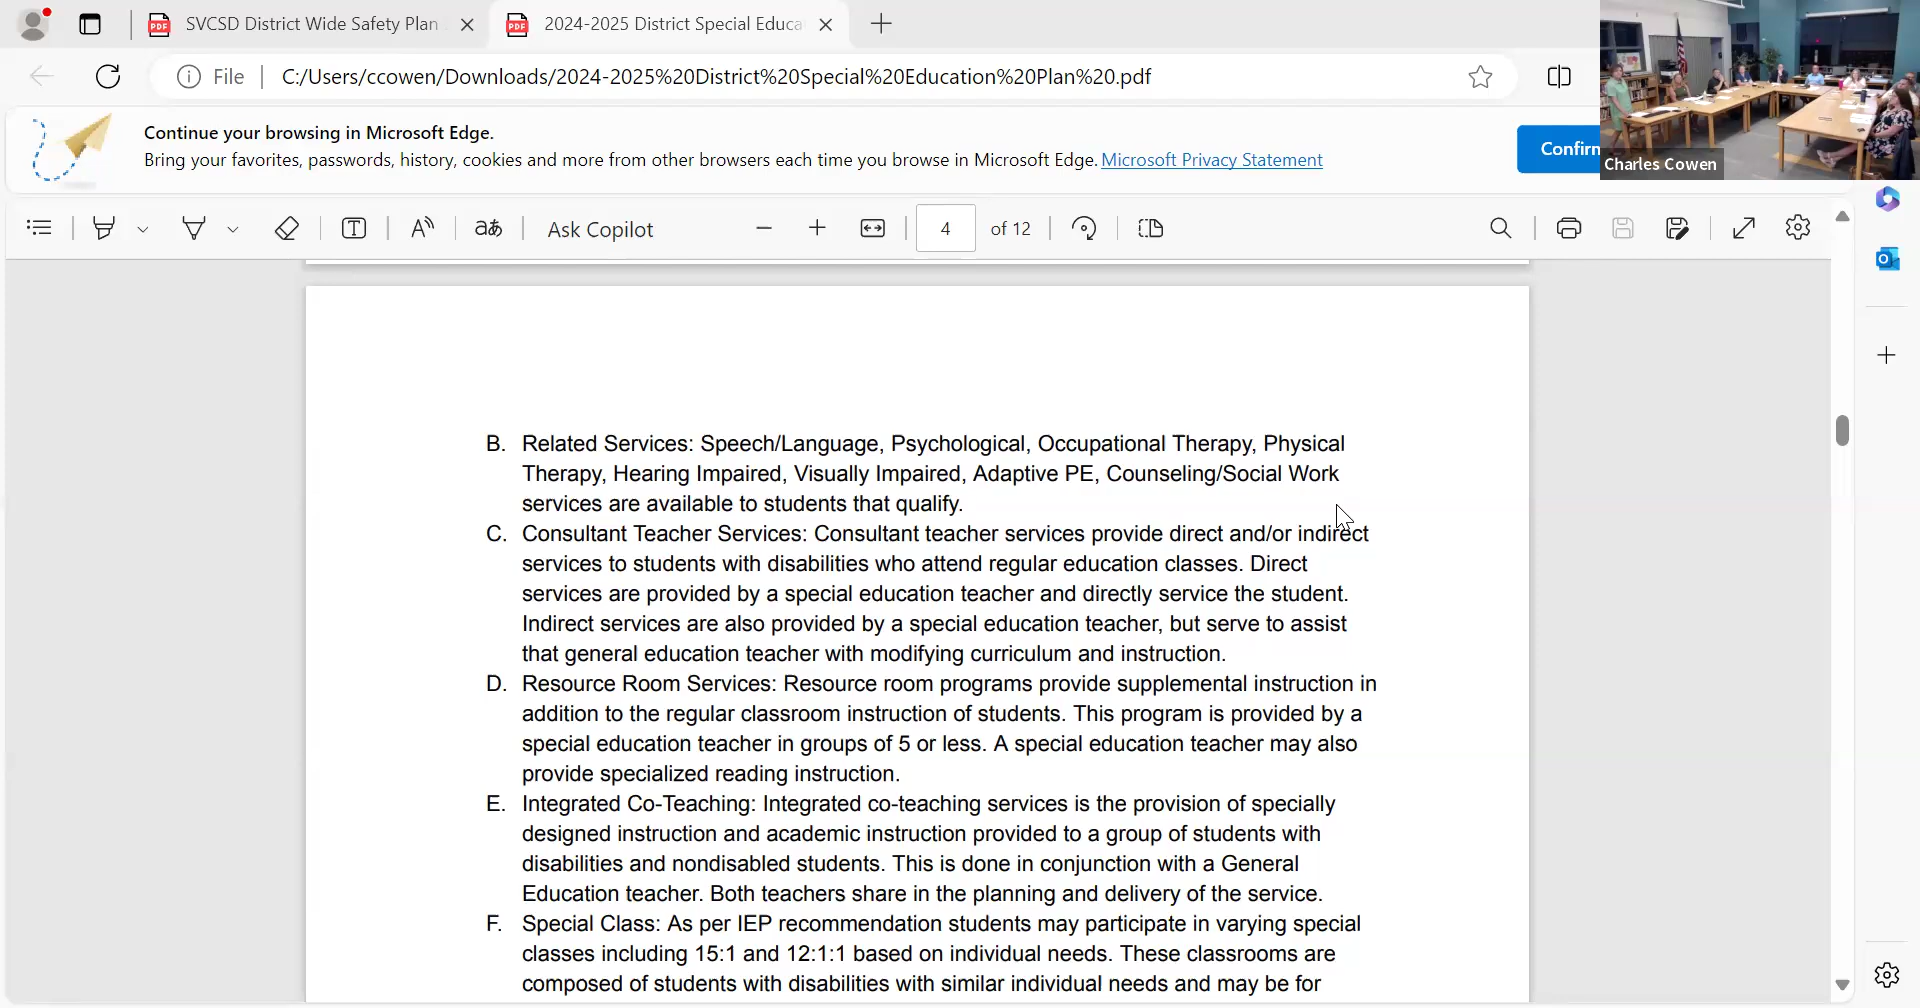 SVCSD District Wide Safety Plan
2024-2025 District Special Educa
File
C:/Users/ccowen/Downloads/2024-2025%20District%20Special%20Education%20Plan%20.pdf
Continue your browsing in Microsoft Edge.
Bring your favorites, passwords, history, cookies and more from other browsers each time you browse in Microsoft Edge. Microsoft Privacy Statement
Confirm
Charles Cowen
Ask Copilot
4 of 12
B. Related Services: Speech/Language, Psychological, Occupational Therapy, Physical
Therapy, Hearing Impaired, Visually Impaired, Adaptive PE, Counseling/Social Work
services are available to students that qualify.
C. Consultant Teacher Services: Consultant teacher services provide direct and/or indirect
services to students with disabilities who attend regular education classes. Direct
services are provided by a special education teacher and directly service the student.
Indirect services are also provided by a special education teacher, but serve to assist
that general education teacher with modifying curriculum and instruction.
D. Resource Room Services: Resource room programs provide supplemental instruction in
addition to the regular classroom instruction of students. This program is provided by a
special education teacher in groups of 5 or less. A special education teacher may also
provide specialized reading instruction.
E. Integrated Co-Teaching: Integrated co-teaching services is the provision of specially
designed instruction and academic instruction provided to a group of students with
disabilities and nondisabled students. This is done in conjunction with a General
Education teacher. Both teachers share in the planning and delivery of the service.
F. Special Class: As per IEP recommendation students may participate in varying special
classes including 15:1 and 12:1:1 based on individual needs. These classrooms are
composed of students with disabilities with similar individual needs and may be for